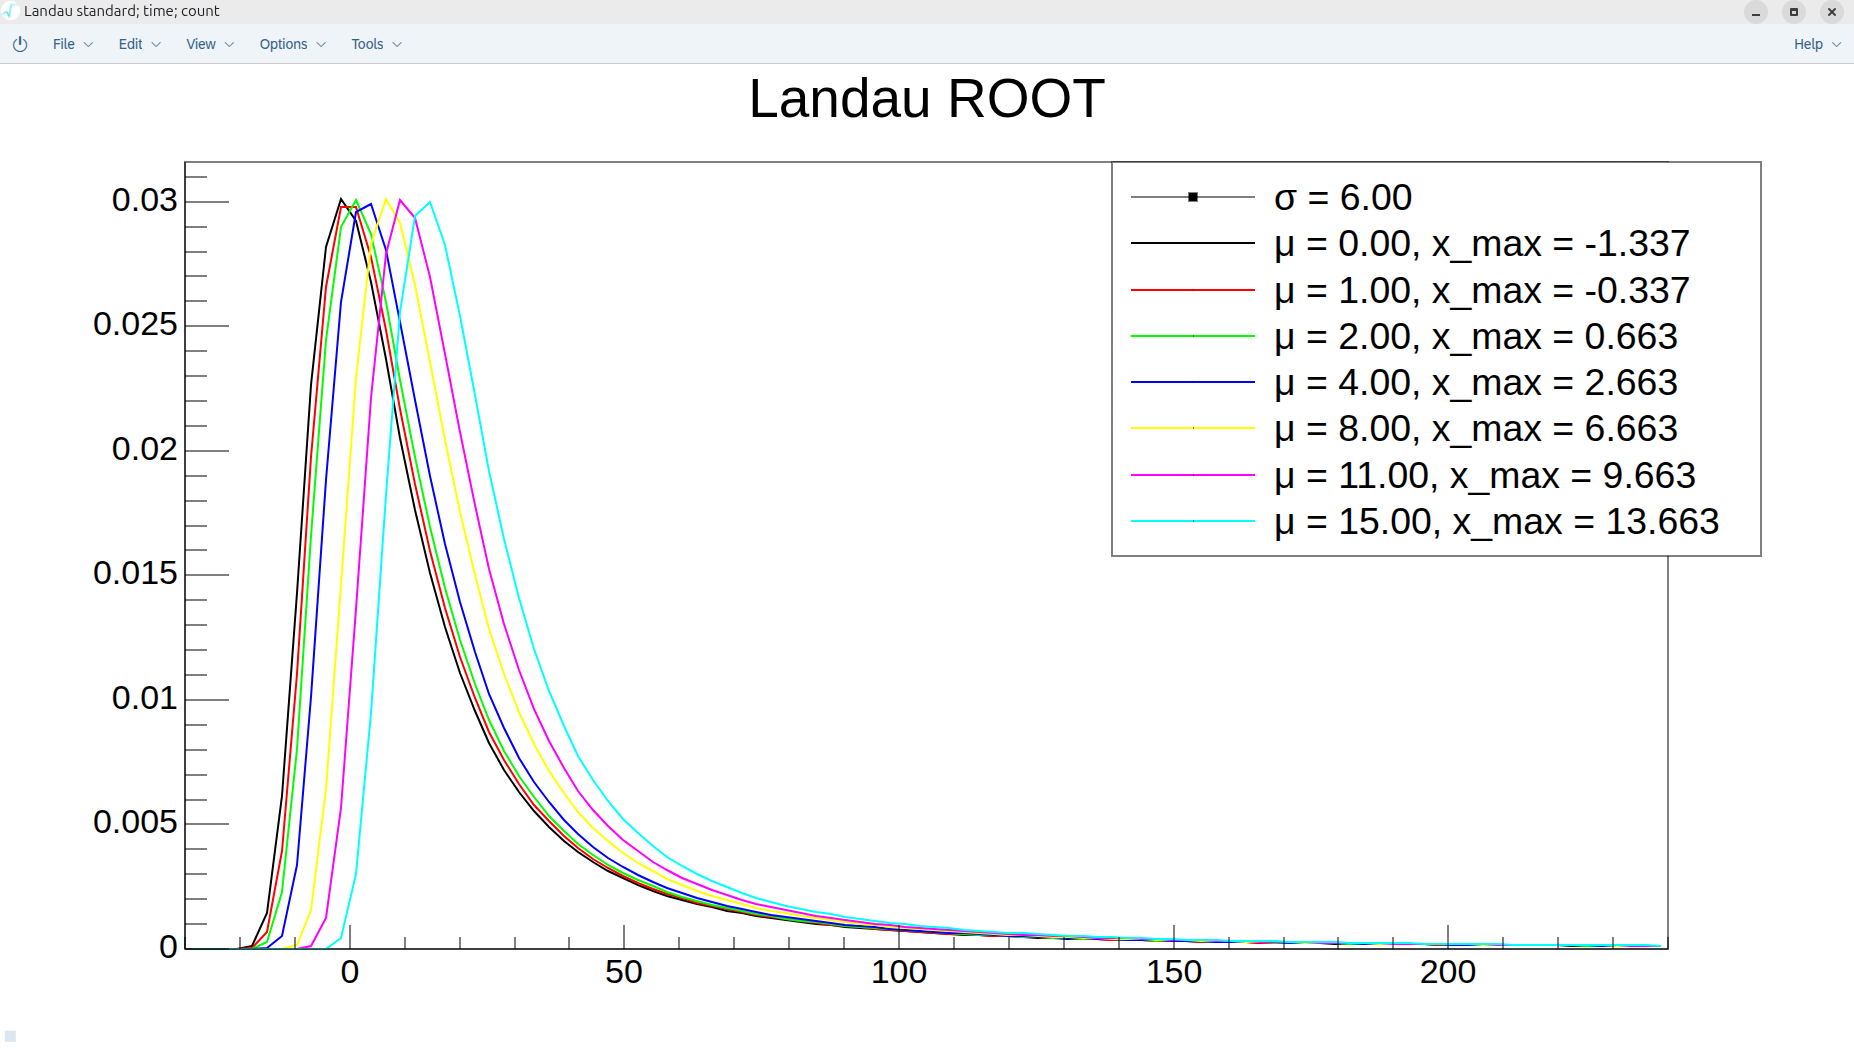 Landau standard; time; count
File Edit View Options Tools Help
Landau ROOT
σ = 6.00
μ = 0.00, x_max = -1.337
μ = 1.00, x_max = -0.337
μ = 2.00, x_max = 0.663
μ = 4.00, x_max = 2.663
μ = 8.00, x_max = 6.663
μ = 11.00, x_max = 9.663
μ = 15.00, x_max = 13.663
0.03
0.025
0.02
0.015
0.01
0.005
0
0 50 100 150 200